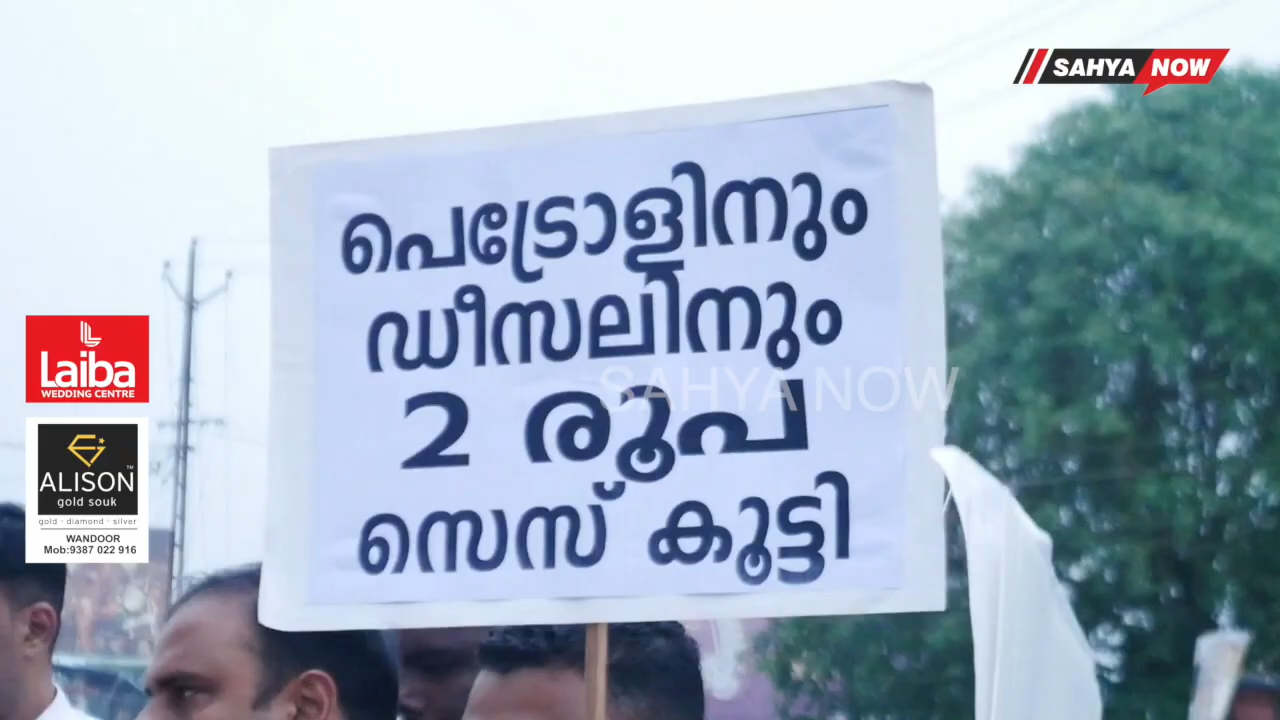 SAHYA NOW
പെട്രോളിനും
ഡീസലിനും
2 രൂപ
SAHYA NOW
സെസ് കൂട്ടി
Laiba
WEDDING CENTRE
ALISON™
gold souk
gold · diamond · silver
WANDOOR
Mob:9387 022 916